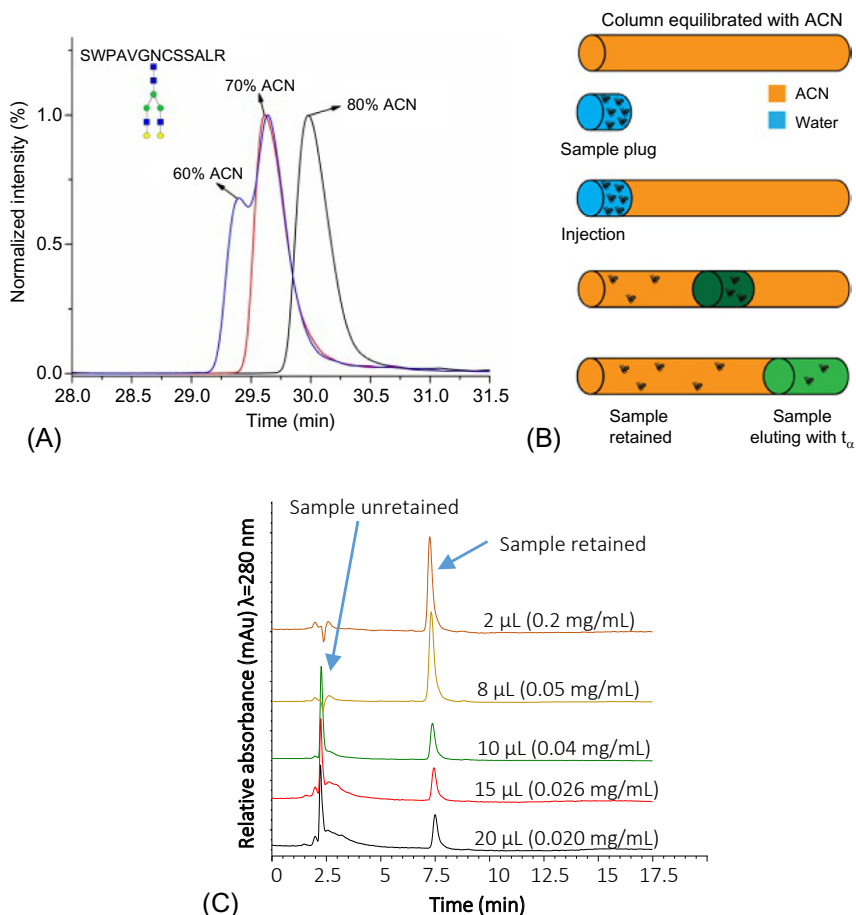 SWPAVGNCSSALR
70% ACN
80% ACN
60% ACN
Normalized intensity (%)
1.0
0.5
0.0
28.0 28.5 29.0 29.5 30.0 30.5 31.0 31.5
Time (min)
(A)
Column equilibrated with ACN
ACN
Water
Sample plug
Injection
Sample
retained
Sample
eluting with tα
(B)
Sample unretained
Sample retained
Relative absorbance (mAu) λ=280 nm
2 µL (0.2 mg/mL)
8 µL (0.05 mg/mL)
10 µL (0.04 mg/mL)
15 µL (0.026 mg/mL)
20 µL (0.020 mg/mL)
0 2.5 5 7.5 10 12.5 15 17.5
Time (min)
(C)